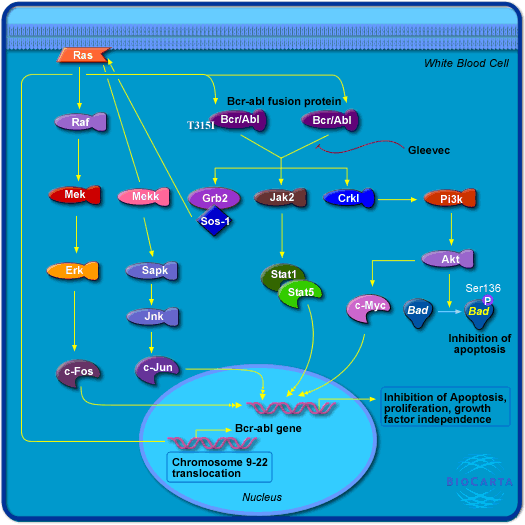 Ras
White Blood Cell
Bcr-abl fusion protein
Raf
T315I
Bcr/Abl
Bcr/Abl
Gleevec
Mek
Mekk
Grb2
Jak2
Crkl
Pi3k
Sos-1
Erk
Sapk
Stat1
Stat5
Akt
Ser136
P
Jnk
c-Myc
Bad
Bad
Inhibition of
apoptosis
c-Fos
c-Jun
Inhibition of Apoptosis,
proliferation, growth
factor independence
Bcr-abl gene
Chromosome 9-22
translocation
Nucleus
BIOCARTA